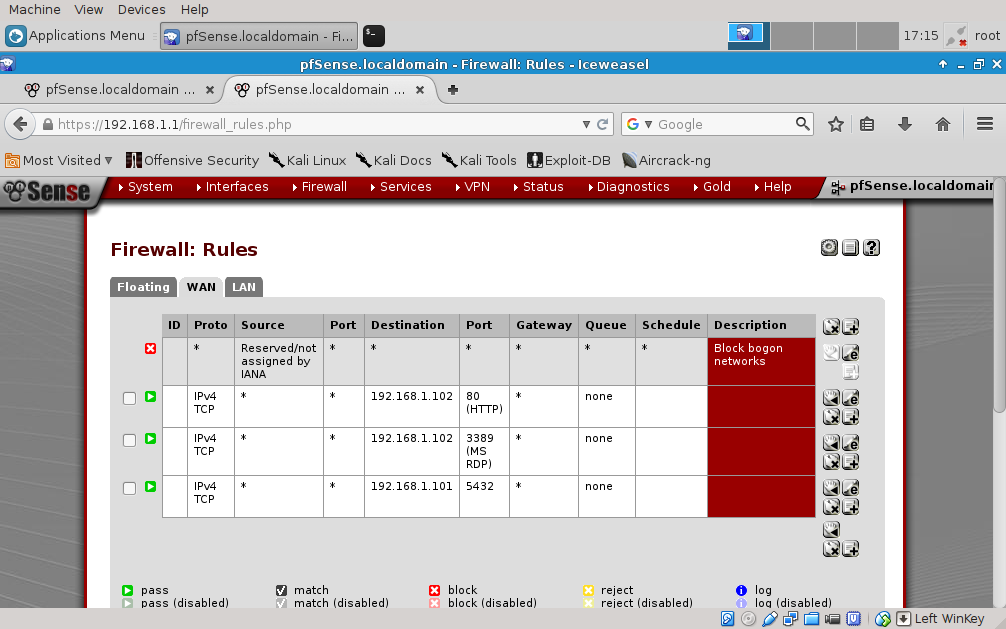 Machine View Devices Help
Applications Menu pfSense.localdomain - Fi... 17:15 root
pfSense.localdomain - Firewall: Rules - Iceweasel
pfSense.localdomain ... pfSense.localdomain ...
https://192.168.1.1/firewall_rules.php Google
Most Visited Offensive Security Kali Linux Kali Docs Kali Tools Exploit-DB Aircrack-ng
Sense System Interfaces Firewall Services VPN Status Diagnostics Gold Help pfSense.localdomain
Firewall: Rules
Floating WAN LAN
ID Proto Source Port Destination Port Gateway Queue Schedule Description
* Reserved/not * * * * * * Block bogon
assigned by networks
IANA
IPv4 * * 192.168.1.102 80 * none
TCP (HTTP)
IPv4 * * 192.168.1.102 3389 * none
TCP (MS
RDP)
IPv4 * * 192.168.1.101 5432 * none
TCP
pass match block reject log
pass (disabled) match (disabled) block (disabled) reject (disabled) log (disabled)
Left WinKey